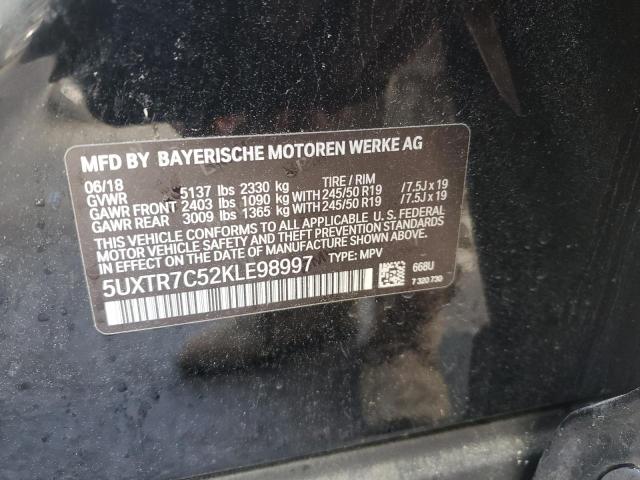 MFD BY BAYERISCHE MOTOREN WERKE AG
06/18 TIRE / RIM
GVWR 5137 lbs 2330 kg
GAWR FRONT 2403 lbs 1090 kg WITH 245/50 R19 / 7.5J x 19
GAWR REAR 3009 lbs 1365 kg WITH 245/50 R19 / 7.5J x 19
THIS VEHICLE CONFORMS TO ALL APPLICABLE U.S. FEDERAL
MOTOR VEHICLE SAFETY, BUMPER, AND THEFT PREVENTION
STANDARDS IN EFFECT ON THE DATE OF MANUFACTURE SHOWN ABOVE.
5UXTR7C52KLE98997 TYPE: MPV
668U
7 320 730